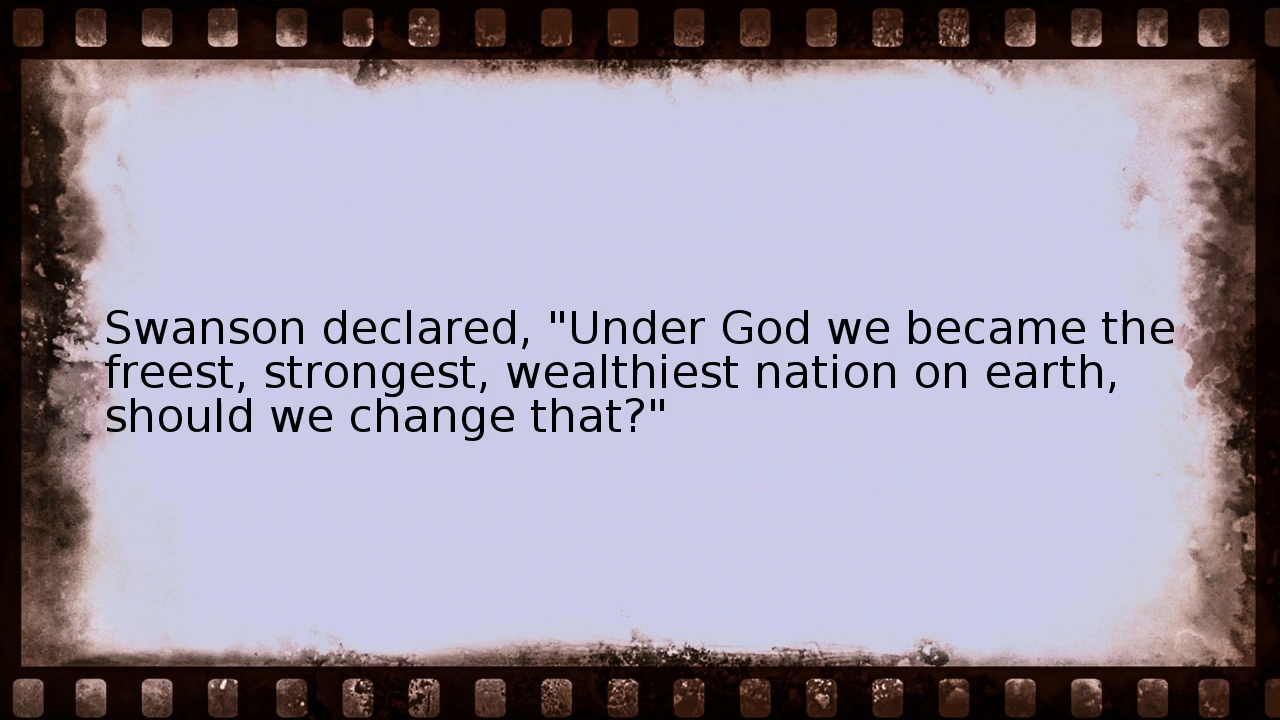 Swanson declared, "Under God we became the
freest, strongest, wealthiest nation on earth,
should we change that?"